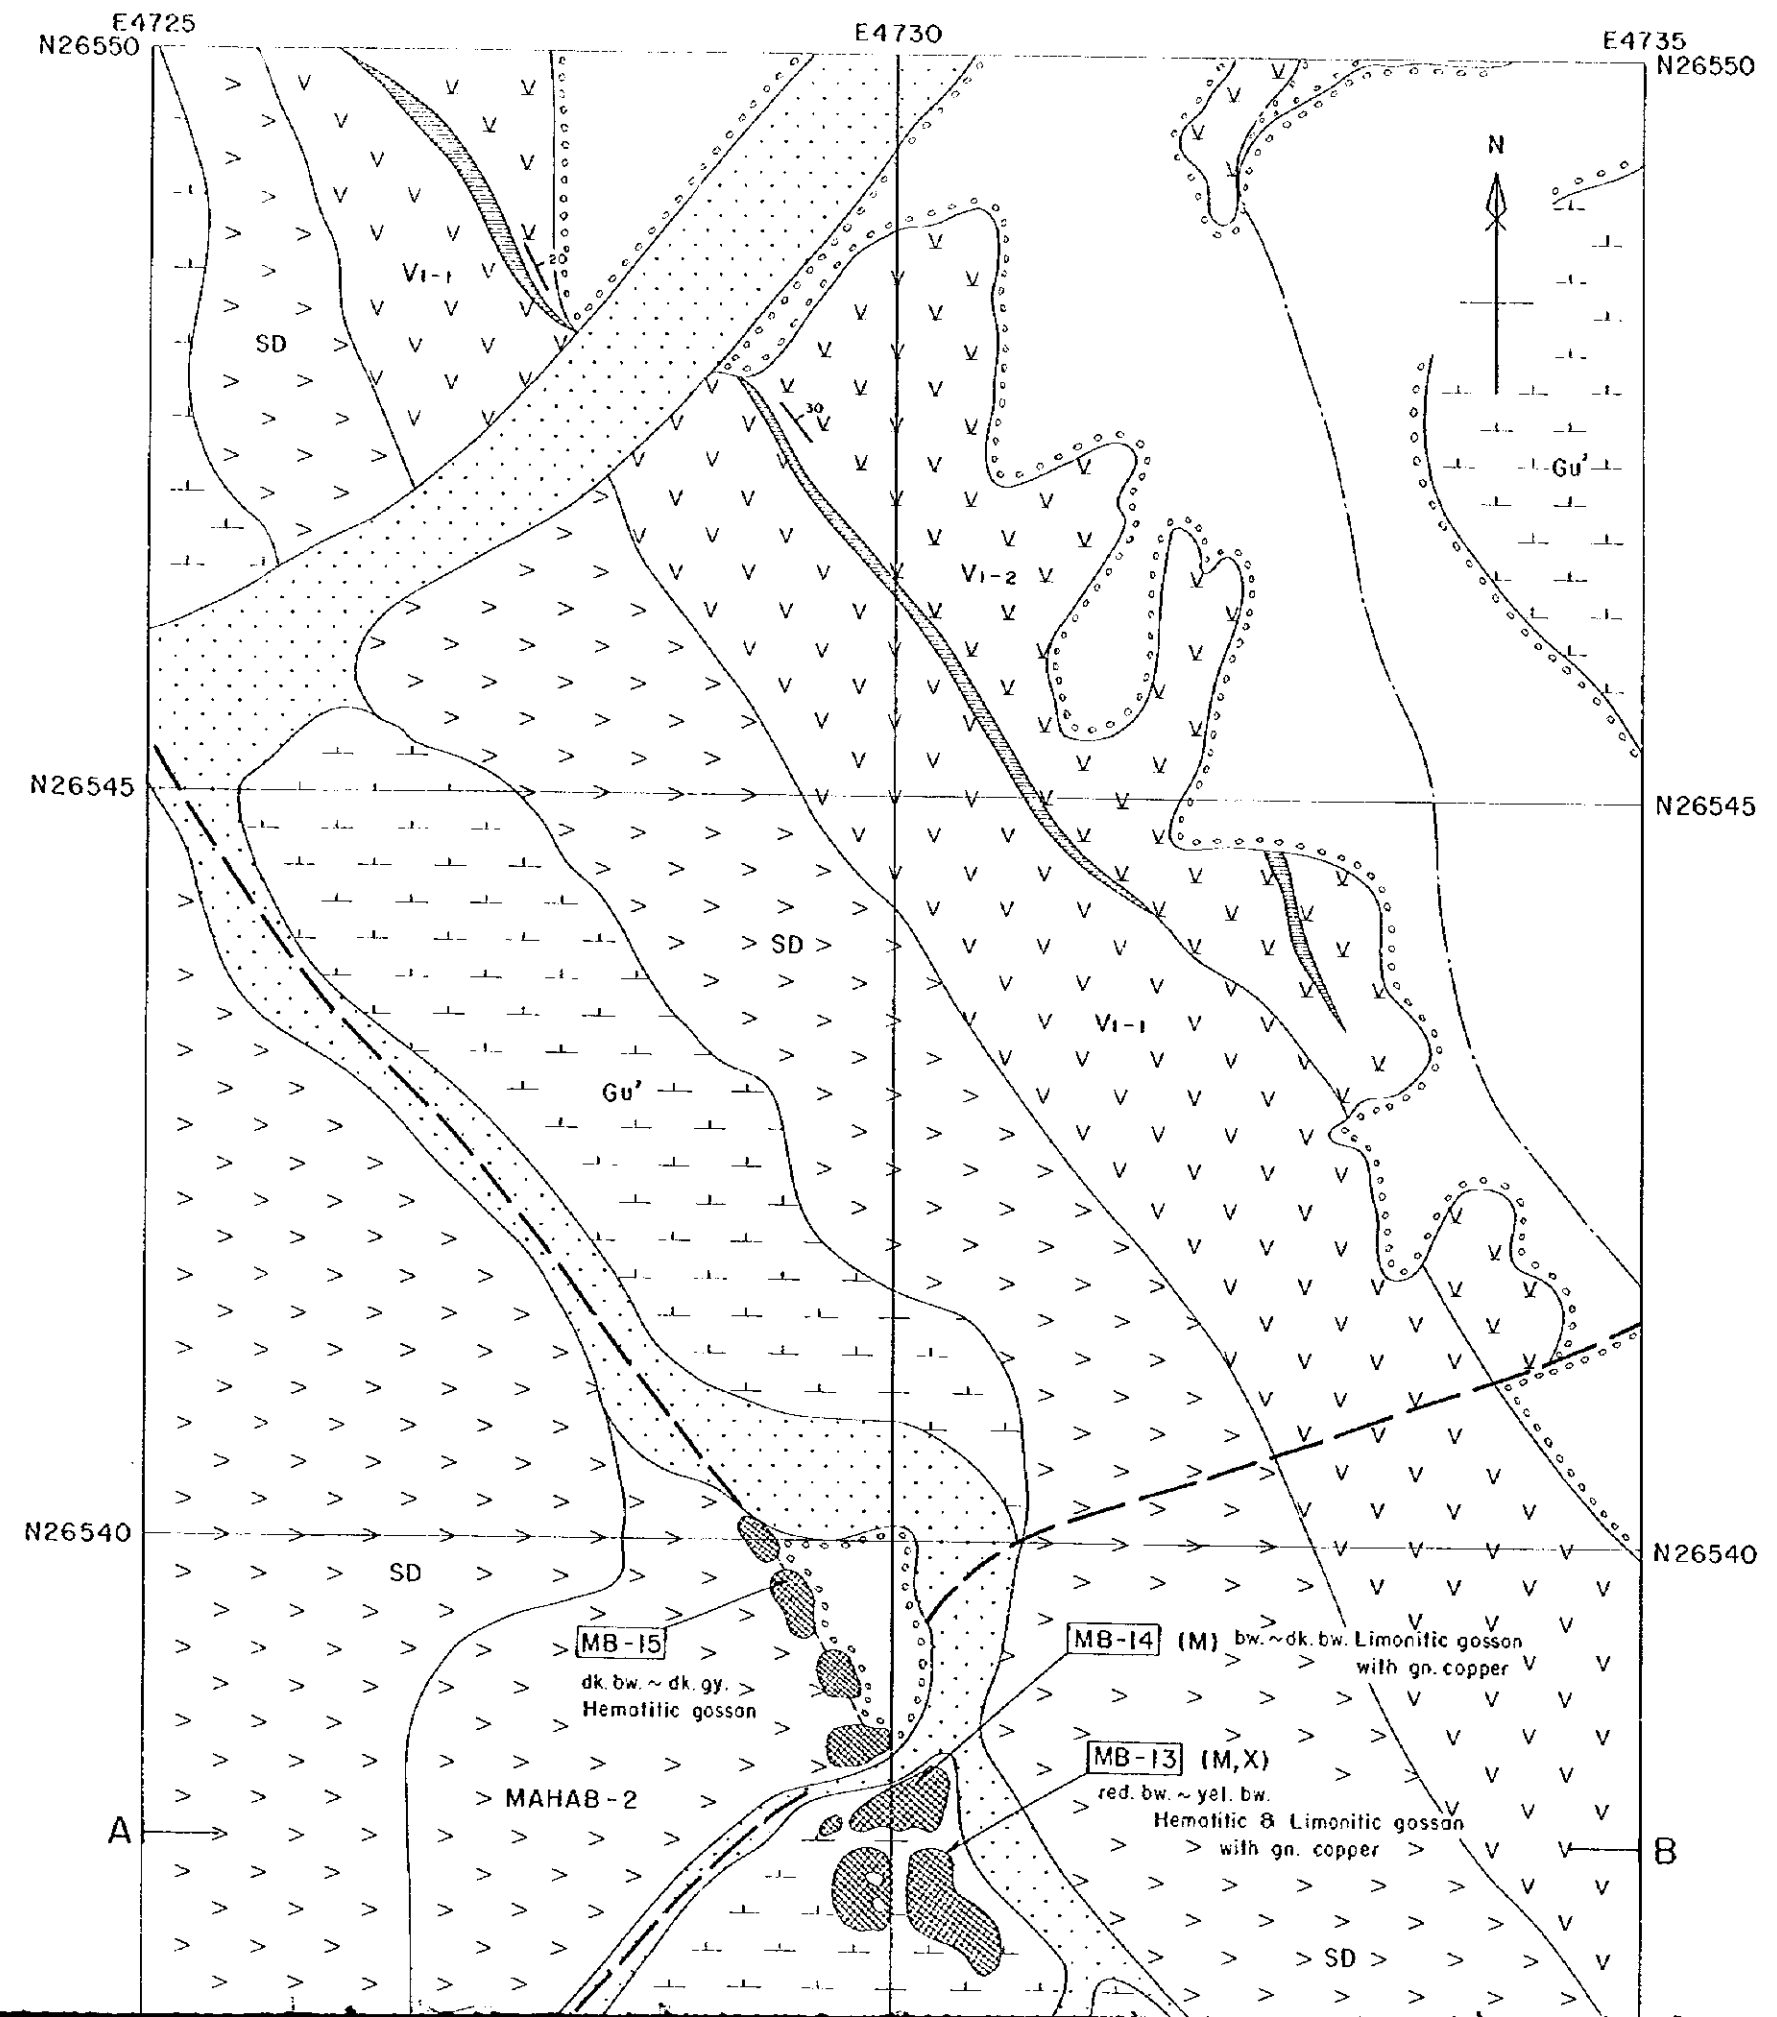 E4725
E4730
E4735
N26550
N26550
N
V1-1
20
SD
30
Gu'
V1-2
N26545
N26545
SD
V1-1
Gu'
N26540
N26540
SD
MB-15
dk. bw. ~ dk. gy.
Hematitic gossan
MB-14 (M) bw. ~ dk. bw. Limonitic gossan
with gn. copper
MB-13 (M,X)
red. bw. ~ yel. bw.
Hematitic & Limonitic gossan
with gn. copper
MAHAB-2
A
B
SD